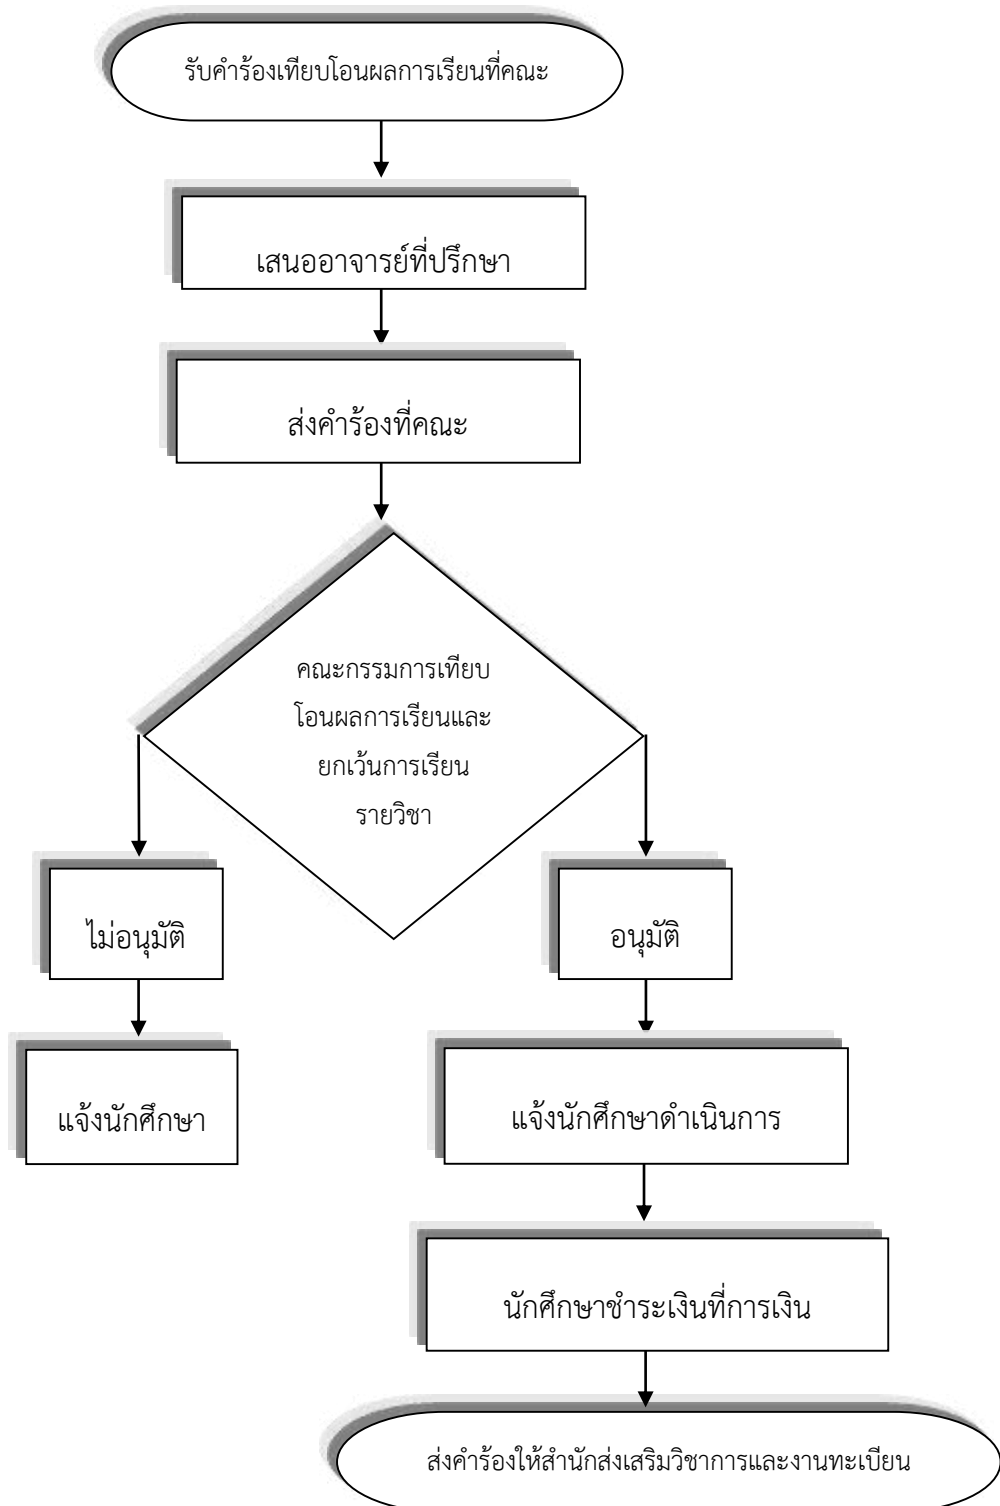 รับคำร้องเทียบโอนผลการเรียนที่คณะ
เสนออาจารย์ที่ปรึกษา
ส่งคำร้องที่คณะ
คณะกรรมการเทียบ
โอนผลการเรียนและ
ยกเว้นการเรียน
รายวิชา
ไม่อนุมัติ
อนุมัติ
แจ้งนักศึกษา
แจ้งนักศึกษาดำเนินการ
นักศึกษาชำระเงินที่การเงิน
ส่งคำร้องให้สำนักส่งเสริมวิชาการและงานทะเบียน